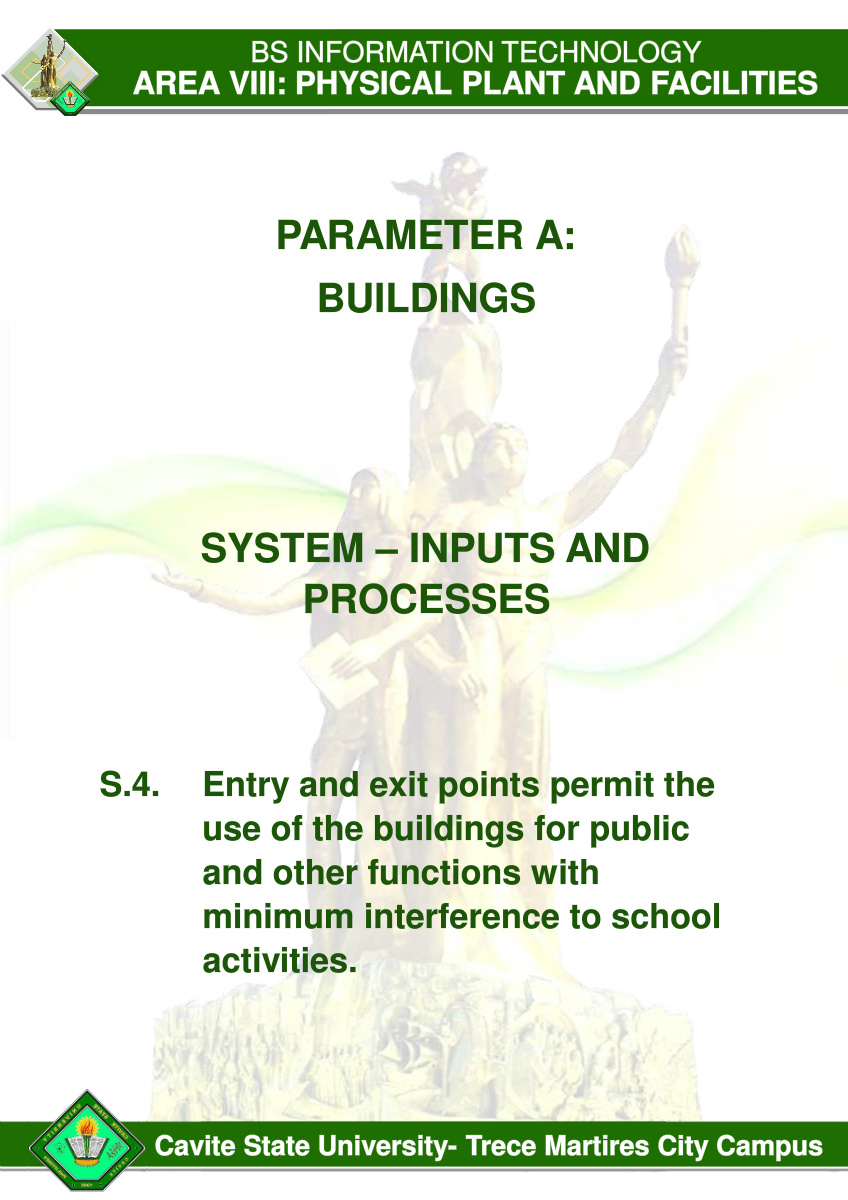 BS INFORMATION TECHNOLOGY
AREA VIII: PHYSICAL PLANT AND FACILITIES
PARAMETER A:
BUILDINGS
SYSTEM – INPUTS AND
PROCESSES
S.4. Entry and exit points permit the
use of the buildings for public
and other functions with
minimum interference to school
activities.
Cavite State University- Trece Martires City Campus